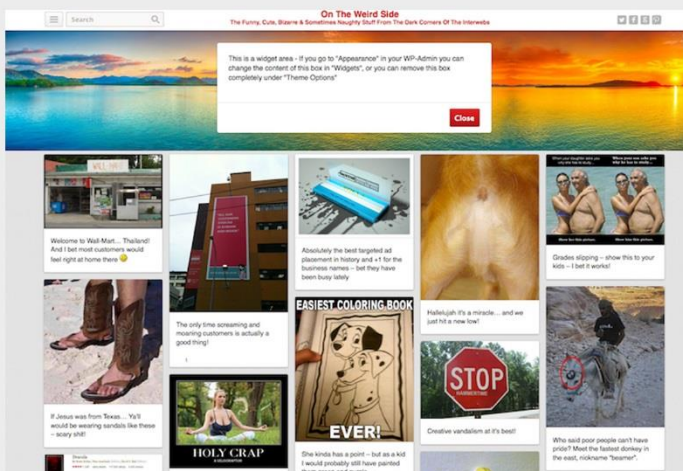 Search
On The Weird Side
The Funny, Cute, Bizarre & Sometimes Naughty Stuff From The Dark Corners Of The Interwebs
This is a widget area - If you go to "Appearance" in your WP-Admin you can
change the content of this box in "Widgets", or you can remove this box
completely under "Theme Options"
Close
Welcome to Wall-Mart... Thailand!
And I bet most customers would
feel right at home there
If Jesus was from Texas... Ya'll
would be wearing sandals like these
– scary shit!
The only time screaming and
moaning customers is actually a
good thing!
HOLY CRAP
Absolutely the best targeted ad
placement in history and +1 for the
business names – bet they have
been busy lately
EASIEST COLORING BOOK
EVER!
She kinda has a point – but as a kid
I would probably still have painted
Hallelujah it's a miracle... and we
just hit a new low!
STOP
HAMMERTIME
Creative vandalism at it's best!
Grades slipping – show this to your
kids – I bet it works!
Who said poor people can't have
pride? Meet the fastest donkey in
the east, nickname "beamer".